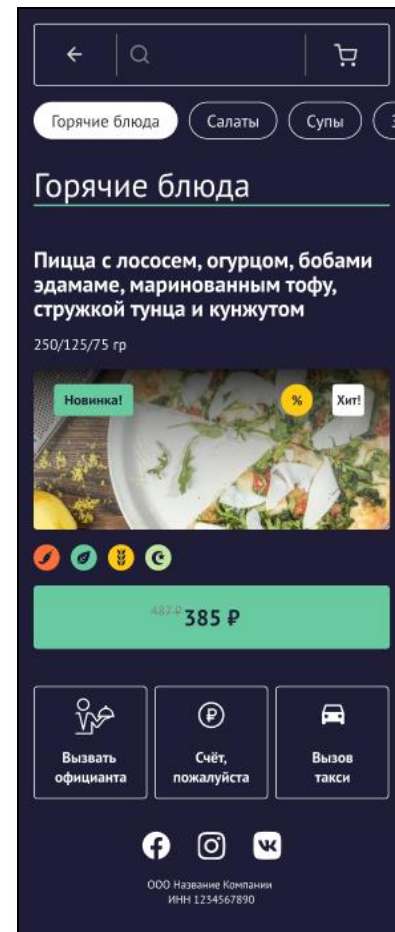 Горячие блюда
Салаты
Супы
Горячие блюда
Пицца с лососем, огурцом, бобами
эдамаме, маринованным тофу,
стружкой тунца и кунжутом
250/125/75 гр
Новинка!
%
Хит!
487 ₽ 385 ₽
Вызвать
официанта
Счёт,
пожалуйста
Вызов
такси
ООО Название Компании
ИНН 1234567890